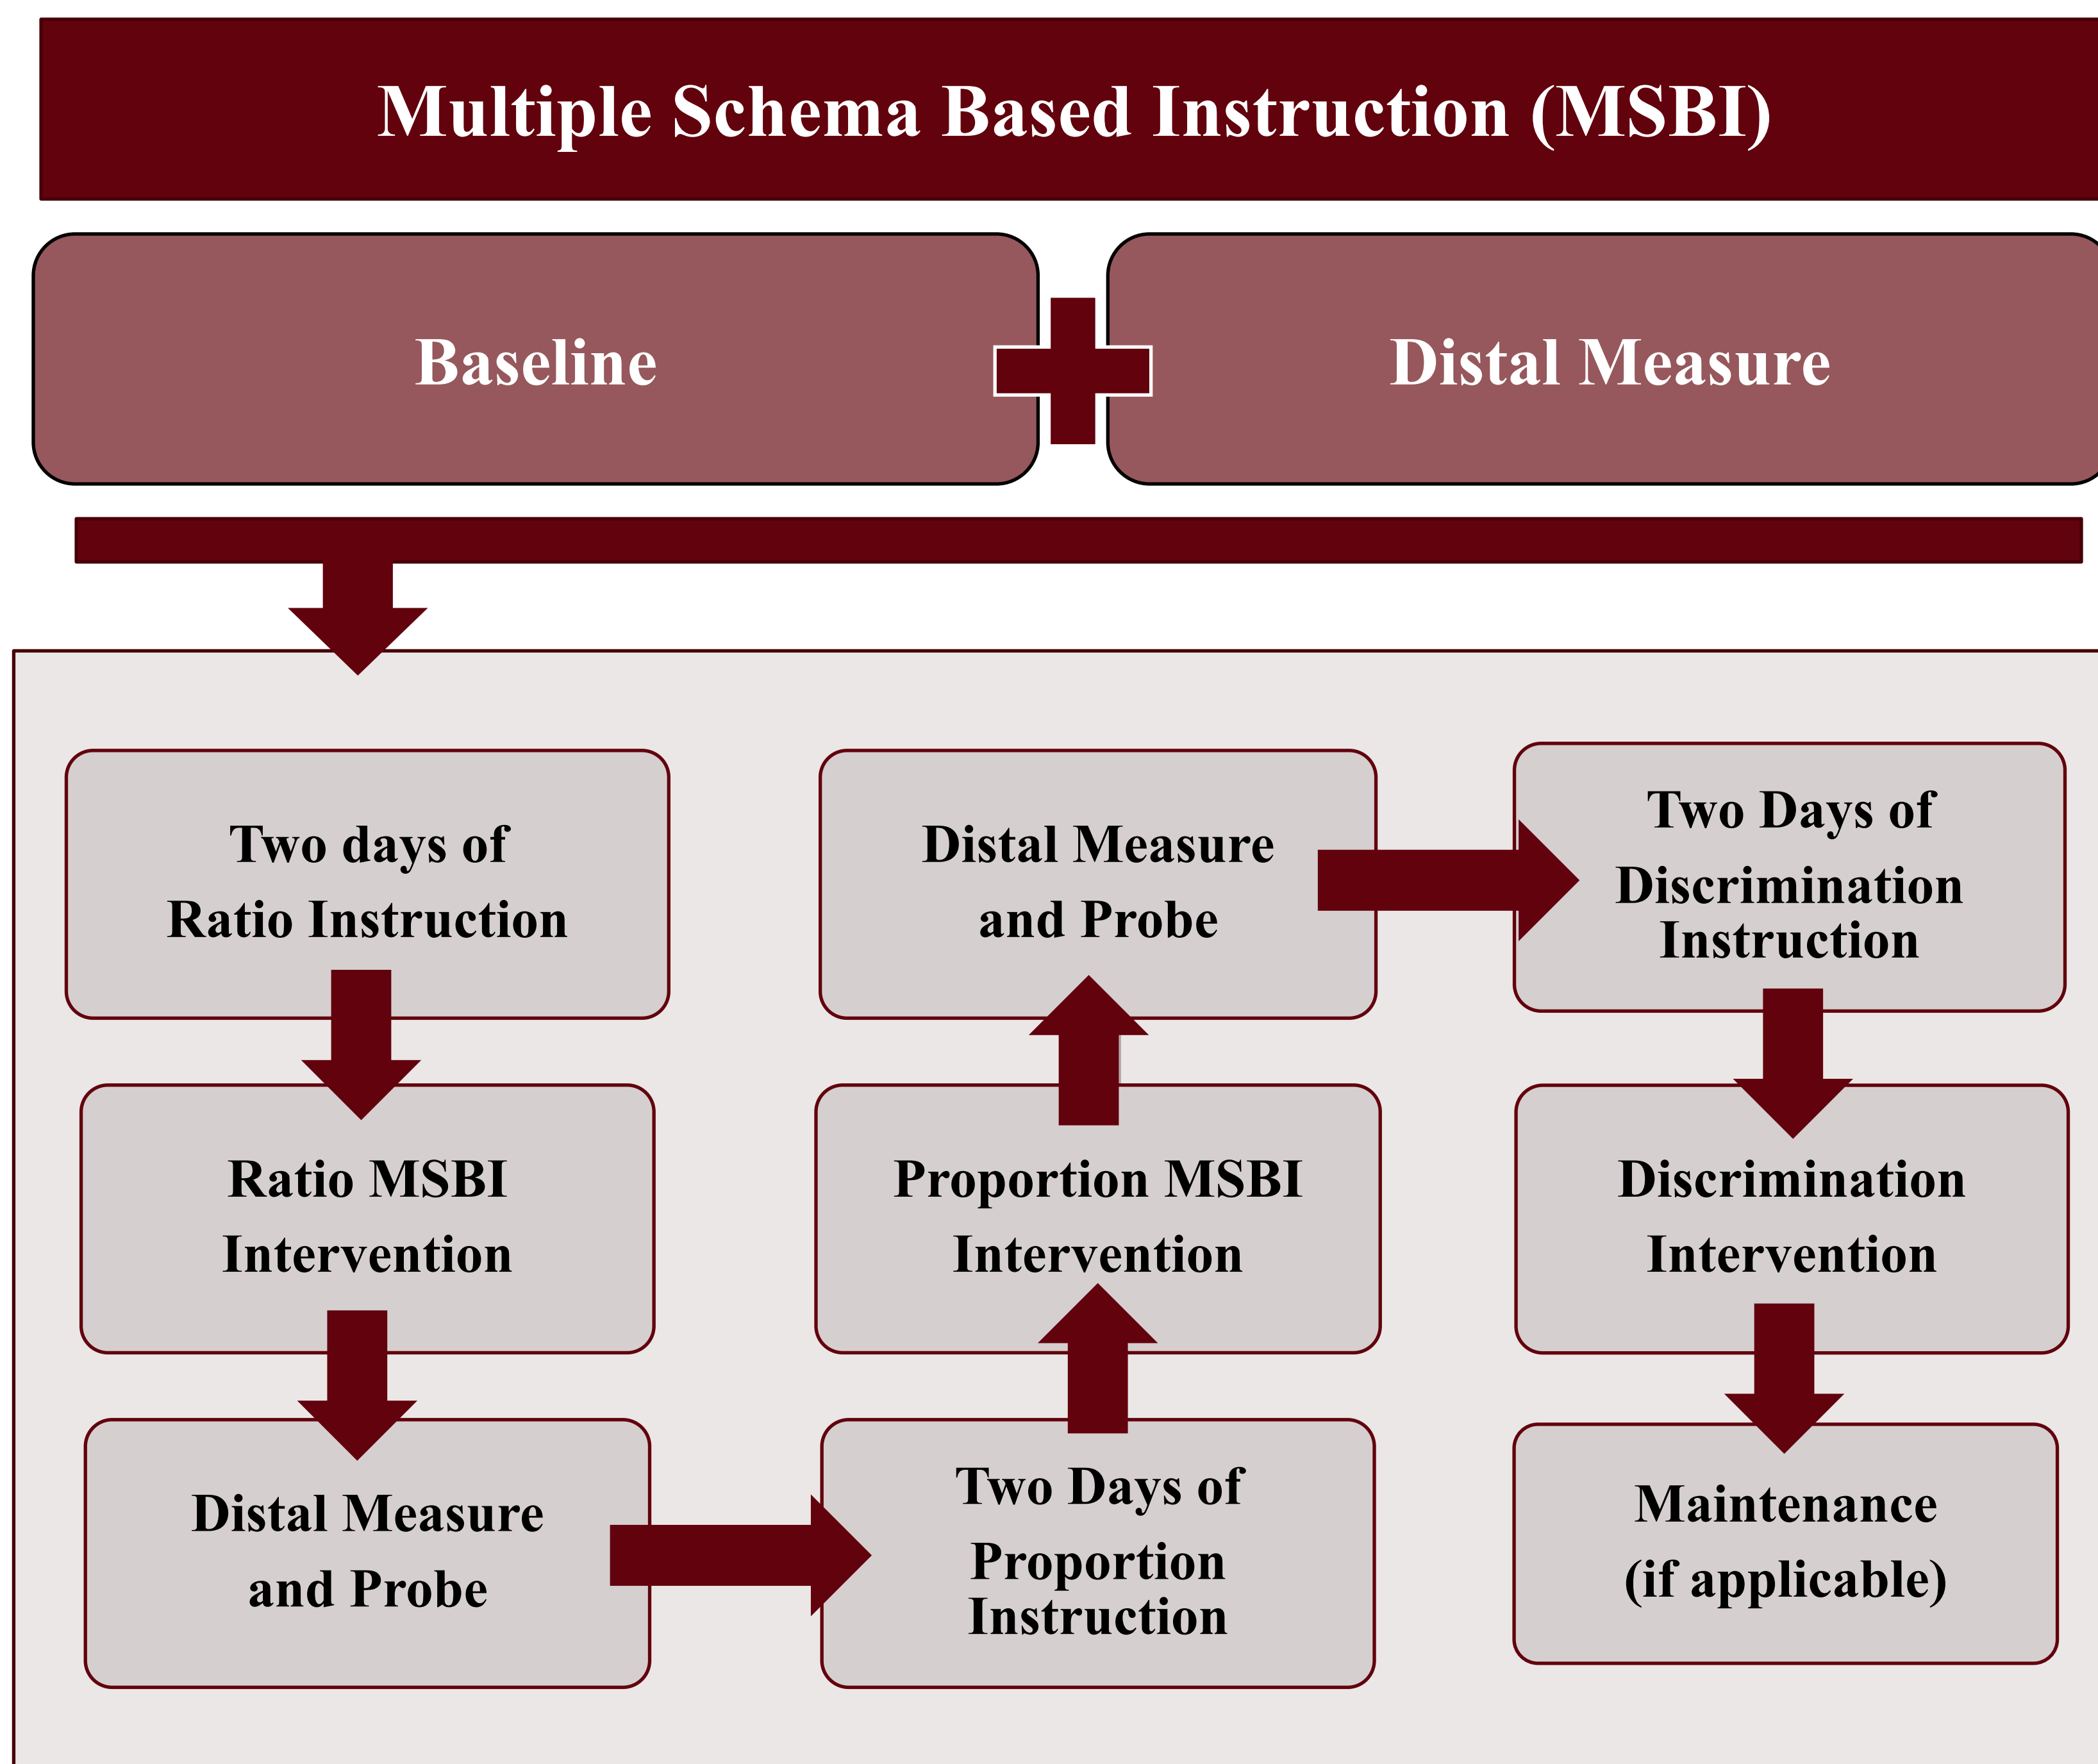 Multiple Schema Based Instruction (MSBI)
Baseline
Distal Measure
Two days of
Ratio Instruction
Ratio MSBI
Intervention
Distal Measure
and Probe
Two Days of
Proportion
Instruction
Proportion MSBI
Intervention
Distal Measure
and Probe
Two Days of
Discrimination
Instruction
Discrimination
Intervention
Maintenance
(if applicable)